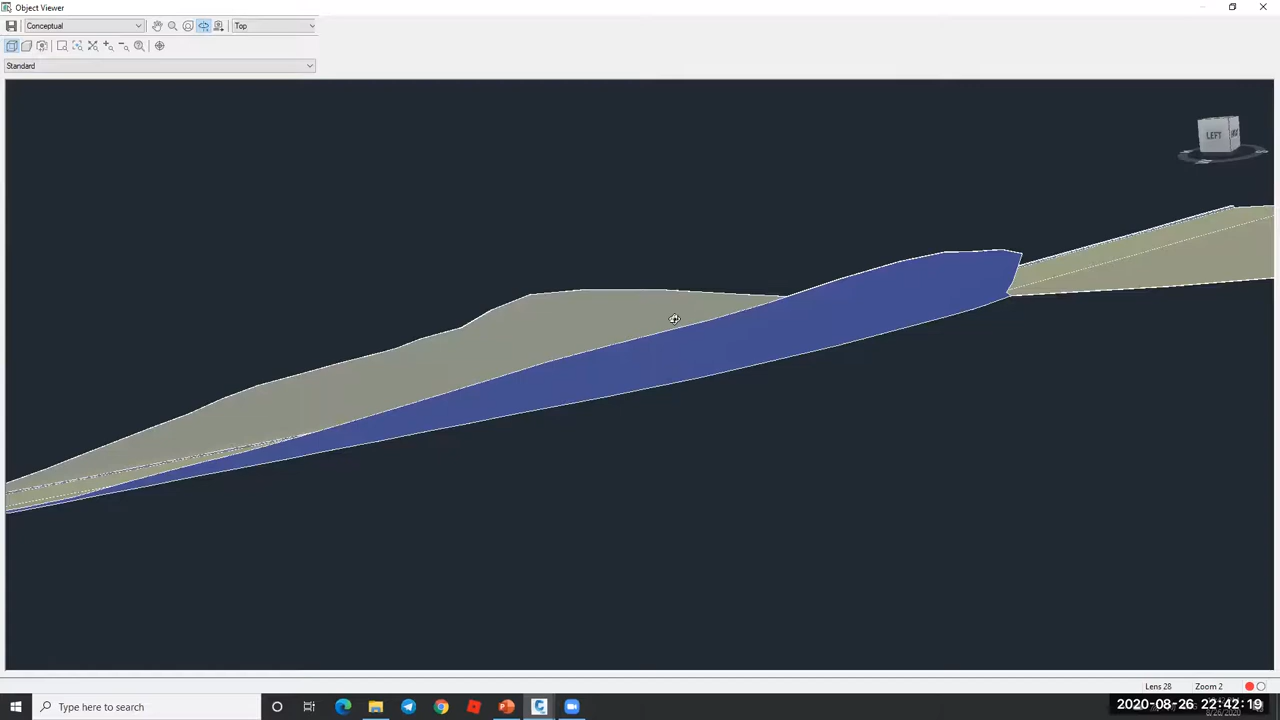 Object Viewer
Conceptual
Top
Standard
LEFT
Lens 28
Zoom 2
Type here to search
2020-08-26 22:42:19